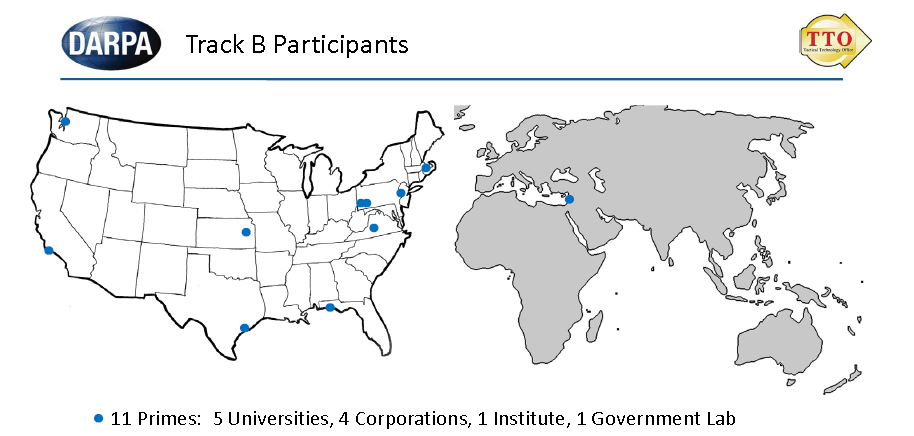 DARPA
Track B Participants
TTO
Tactical Technology Office
11 Primes: 5 Universities, 4 Corporations, 1 Institute, 1 Government Lab